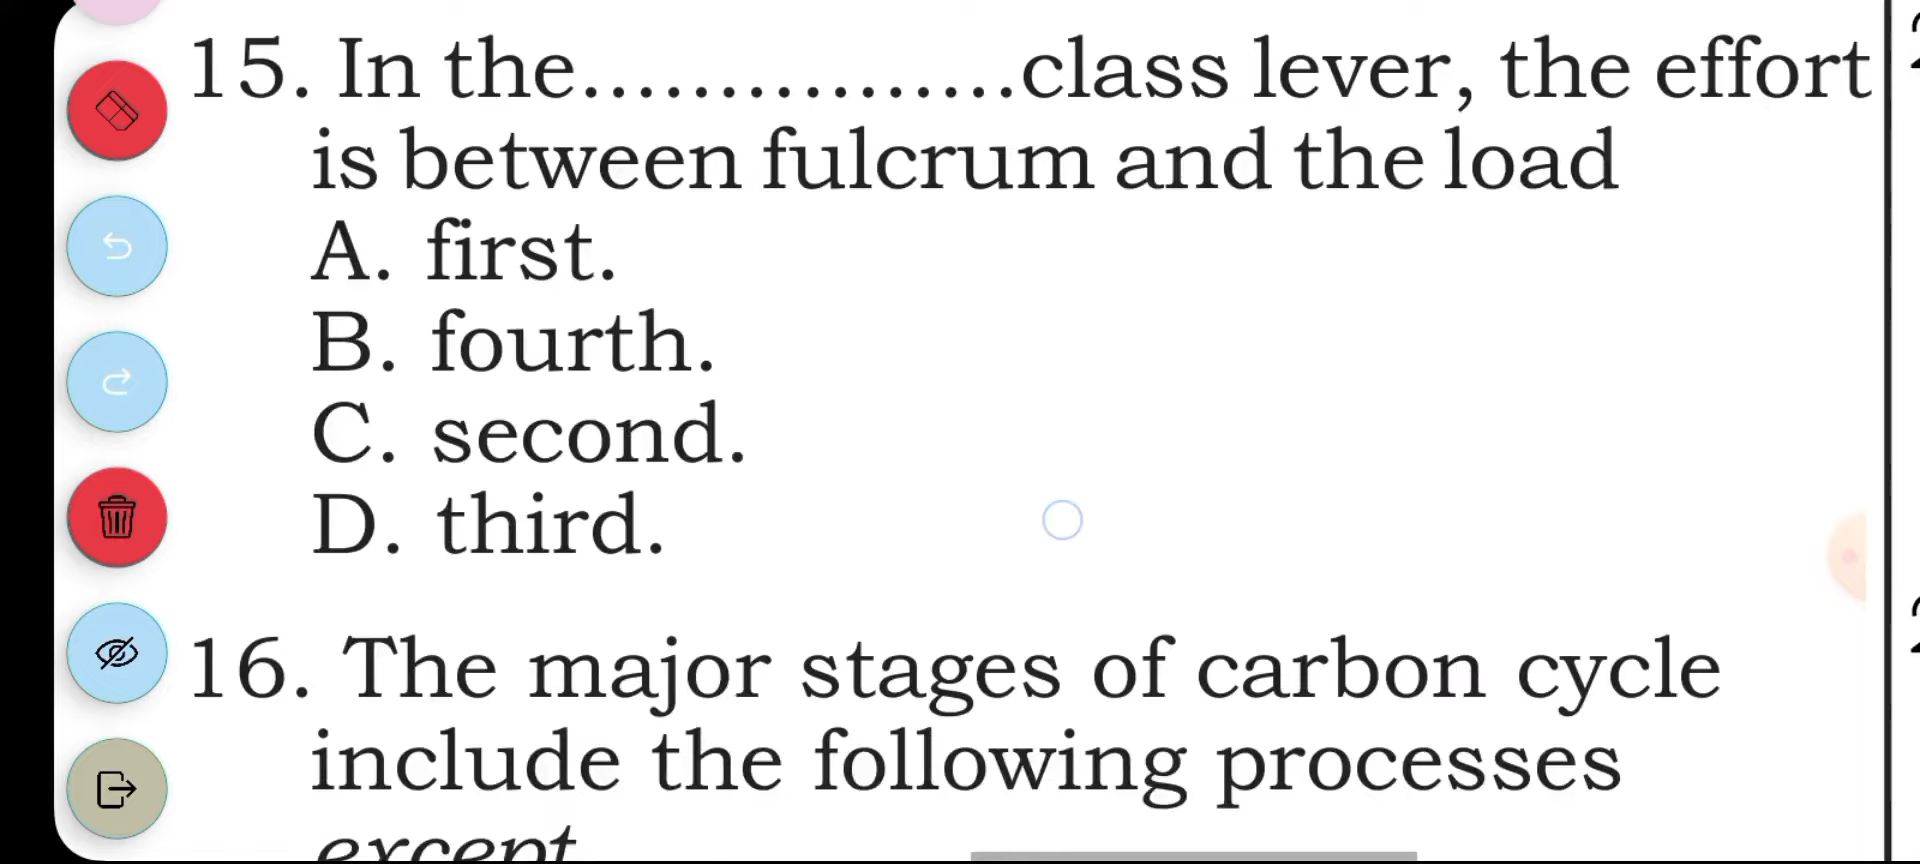 15. In the................class lever, the effort
is between fulcrum and the load
A. first.
B. fourth.
C. second.
D. third.
16. The major stages of carbon cycle
include the following processes
except